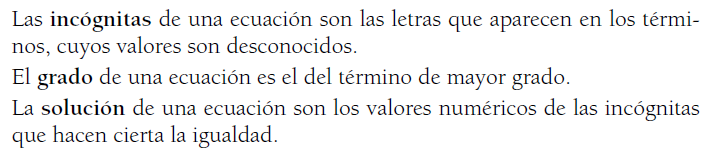 Las incógnitas de una ecuación son las letras que aparecen en los térmi-
nos, cuyos valores son desconocidos.
El grado de una ecuación es el del término de mayor grado.
La solución de una ecuación son los valores numéricos de las incógnitas
que hacen cierta la igualdad.